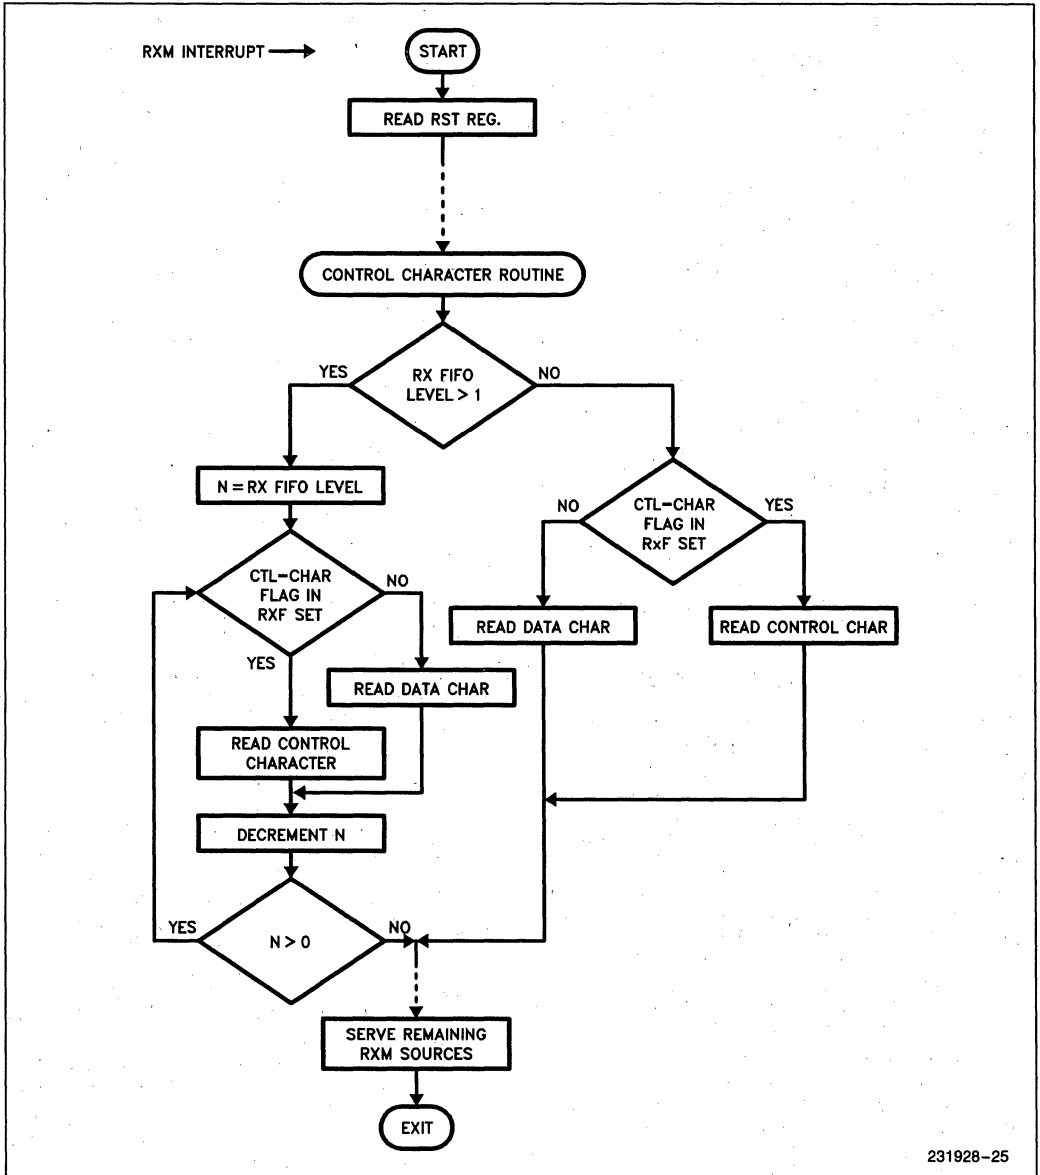 RXM INTERRUPT
START
READ RST REG.
CONTROL CHARACTER ROUTINE
RX FIFO
LEVEL > 1
YES
NO
N = RX FIFO LEVEL
CTL-CHAR
FLAG IN
RxF SET
NO
YES
CTL-CHAR
FLAG IN
RXF SET
NO
YES
READ DATA CHAR
READ CONTROL CHAR
READ DATA CHAR
READ CONTROL
CHARACTER
DECREMENT N
N > 0
YES
NO
SERVE REMAINING
RXM SOURCES
EXIT
231928-25